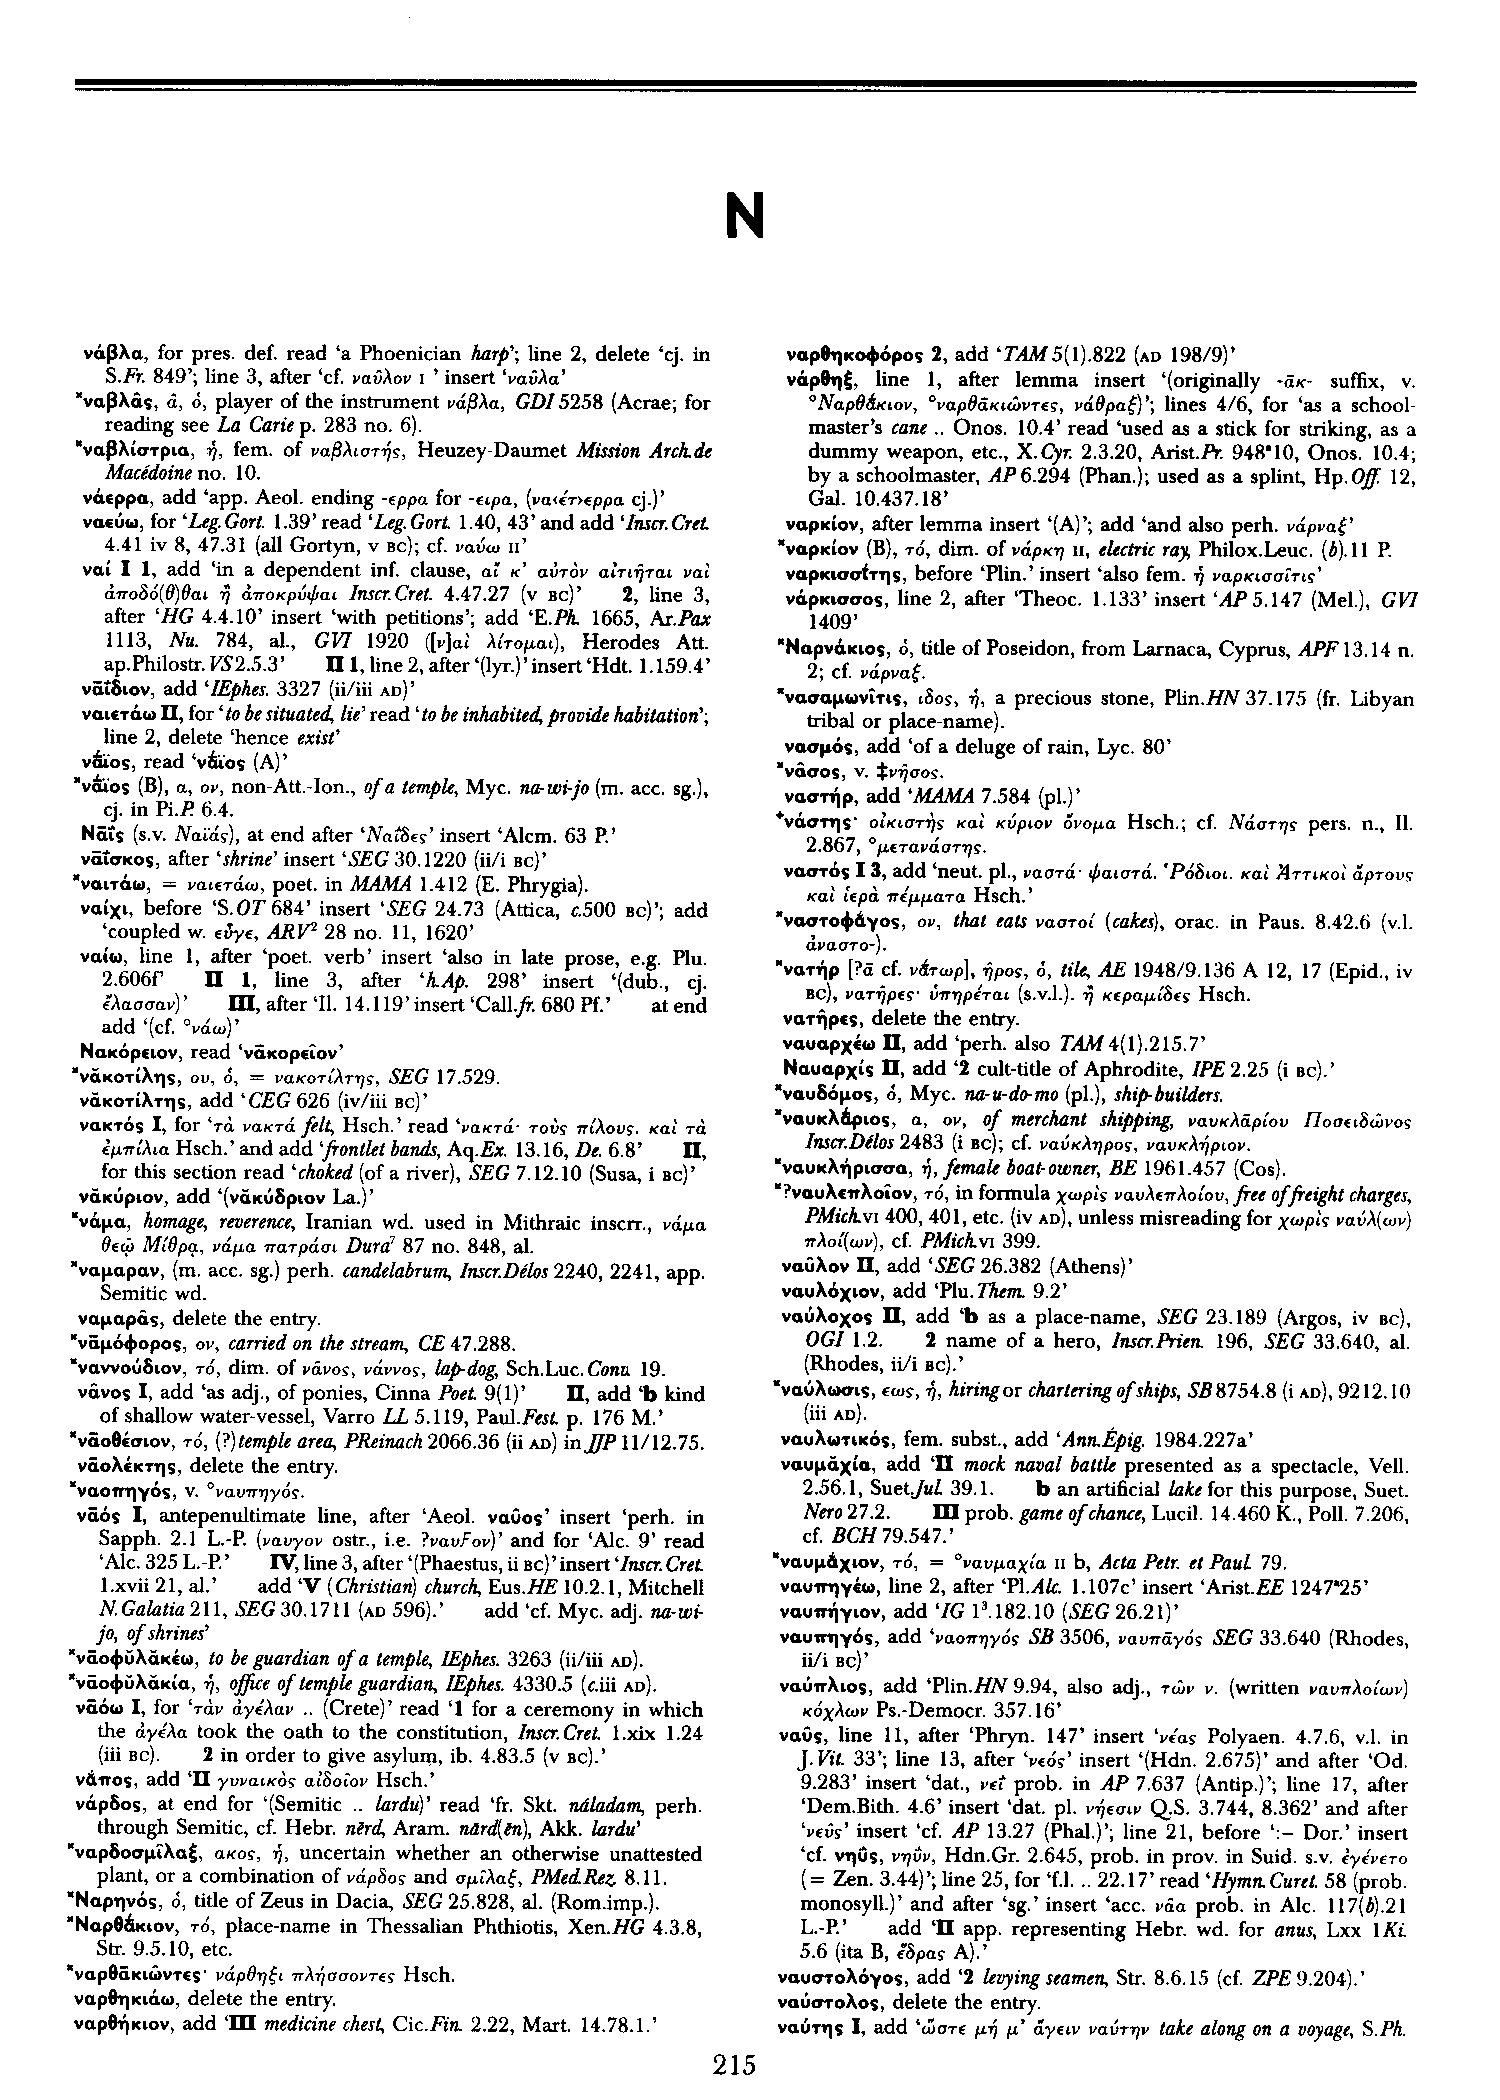 N
νάβλα, for pres. def. read ‘a Phoenician harp’; line 2, delete ‘cj. in
S.Fr. 849’; line 3, after ‘cf. ναῦλον I ’ insert ‘ναῦλα’
*ναβλᾶς, ᾶ, ὁ, player of the instrument νάβλα, GDI 5258 (Acrae; for
reading see La Carie p. 283 no. 6).
*ναβλίστρια, ἡ, fem. of ναβλιστής, Heuzey-Daumet Mission Arch.de
Macédoine no. 10.
νάερρα, add ‘app. Aeol. ending -ερρα for -ειρα, (να‹έτ›ερρα cj.)’
ναεύω, for ‘Leg.Gort. 1.39’ read ‘Leg.Gort. 1.40, 43’ and add ‘Inscr.Cret.
4.41 iv 8, 47.31 (all Gortyn, v BC); cf. ναύω II’
ναί I 1, add ‘in a dependent inf. clause, αἴ κ’ αὐτὸν αἰτιῆται ναὶ
ἀποδό(θ)θαι ἢ ἀποκρύψαι Inscr.Cret. 4.47.27 (v BC)’ 2, line 3,
after ‘HG 4.4.10’ insert ‘with petitions’; add ‘E.Ph. 1665, Ar.Pax
1113, Nu. 784, al., GVI 1920 ([ν]αὶ λίτομαι), Herodes Att.
ap.Philostr.VS 2.5.3’ II 1, line 2, after ‘(lyr.)’ insert ‘Hdt. 1.159.4’
νᾱΐδιον, add ‘IEphes. 3327 (ii/iii AD)’
ναιετάω II, for ‘to be situated, lie’ read ‘to be inhabited, provide habitation’;
line 2, delete ‘hence exist’
νά̄ϊος, read ‘νά̄ϊος (A)’
*νά̄ϊος (B), α, ον, non-Att.-Ion., of a temple, Myc. na-wi-jo (m. acc. sg.),
cj. in Pi.P. 6.4.
Νᾱΐς (s.v. Ναϊάς), at end after ‘Ναΐδες’ insert ‘Alcm. 63 P.’
νᾱΐσκος, after ‘shrine’ insert ‘SEG 30.1220 (ii/i BC)’
*ναιτάω, = ναιετάω, poet. in MAMA 1.412 (E. Phrygia).
ναίχι, before ‘S.OT 684’ insert ‘SEG 24.73 (Attica, c.500 BC)’; add
‘coupled w. εὖγε, ARV² 28 no. 11, 1620’
ναίω, line 1, after ‘poet. verb’ insert ‘also in late prose, e.g. Plu.
2.606f’ II 1, line 3, after ‘h.Ap. 298’ insert ‘(dub., cj.
ἔλασσαν)’ III, after ‘Il. 14.119’ insert ‘Call.fr. 680 Pf.’ at end
add ‘(cf. °νάω)’
Νακόρειον, read ‘νᾱκορεῖον’
*νᾰκοτίλης, ου, ὁ, = νακοτίλτης, SEG 17.529.
νᾰκοτίλτης, add ‘CEG 626 (iv/iii BC)’
νακτός I, for ‘τὰ νακτά felt, Hsch.’ read ‘νακτά· τοὺς πίλους. καὶ τὰ
ἐμπίλια Hsch.’ and add ‘frontlet bands, Aq.Ex. 13.16, De. 6.8’ II,
for this section read ‘choked (of a river), SEG 7.12.10 (Susa, i BC)’
νᾰκύριον, add ‘(νᾰκύδριον La.)’
*νάμα, homage, reverence, Iranian wd. used in Mithraic inscrr., νάμα
θεῷ Μίθρᾳ, νάμα πατράσι Dura⁷ 87 no. 848, al.
*ναμαραν, (m. acc. sg.) perh. candelabrum, Inscr.Délos 2240, 2241, app.
Semitic wd.
ναμαρᾶς, delete the entry.
*νᾱμόφορος, ον, carried on the stream, CE 47.288.
*ναννούδιον, τό, dim. of νᾶνος, νάννος, lap-dog, Sch.Luc.Conv. 19.
νᾶνος I, add ‘as adj., of ponies, Cinna Poet. 9(1)’ II, add ‘b kind
of shallow water-vessel, Varro LL 5.119, Paul.Fest. p. 176 M.’
*νᾱοθέσιον, τό, (?)temple area, PReinach 2066.36 (ii AD) in JJP 11/12.75.
νᾱολέκτης, delete the entry.
*ναοπηγός, v. °ναυπηγός.
νᾱός I, antepenultimate line, after ‘Aeol. ναῦος’ insert ‘perh. in
Sapph. 2.1 L.-P. (ναυγον ostr., i.e. ?ναυϝον)’ and for ‘Alc. 9’ read
‘Alc. 325 L.-P.’ IV, line 3, after ‘(Phaestus, ii BC)’ insert ‘Inscr.Cret.
1.xvii 21, al.’ add ‘V (Christian) church, Eus.HE 10.2.1, Mitchell
N.Galatia 211, SEG 30.1711 (AD 596).’ add ‘cf. Myc. adj. na-wi-
jo, of shrines’
*νᾱοφῠλᾰκέω, to be guardian of a temple, IEphes. 3263 (ii/iii AD).
*νᾱοφῠλᾰκία, ἡ, office of temple guardian, IEphes. 4330.5 (c.iii AD).
νᾱόω I, for ‘τὰν ἀγέλαν .. (Crete)’ read ‘1 for a ceremony in which
the ἀγέλα took the oath to the constitution, Inscr.Cret. 1.xix 1.24
(iii BC). 2 in order to give asylum, ib. 4.83.5 (v BC).’
νά̆πος, add ‘II γυναικὸς αἰδοῖον Hsch.’
νάρδος, at end for ‘(Semitic .. lardu)’ read ‘fr. Skt. náladam, perh.
through Semitic, cf. Hebr. nērd, Aram. nārd(ēn), Akk. lardu’
*ναρδοσμῖλαξ, ακος, ἡ, uncertain whether an otherwise unattested
plant, or a combination of νάρδος and σμῖλαξ, PMed.Rez. 8.11.
*Ναρηνός, ὁ, title of Zeus in Dacia, SEG 25.828, al. (Rom.imp.).
*Ναρθά̄κιον, τό, place-name in Thessalian Phthiotis, Xen.HG 4.3.8,
Str. 9.5.10, etc.
*ναρθᾱκιῶντες· νάρθηξι πλήσσοντες Hsch.
ναρθηκιάω, delete the entry.
ναρθήκιον, add ‘III medicine chest, Cic.Fin. 2.22, Mart. 14.78.1.’
ναρθηκοφόρος 2, add ‘TAM 5(1).822 (AD 198/9)’
νάρθηξ, line 1, after lemma insert ‘(originally -ᾱκ- suffix, v.
°Ναρθά̄κιον, °ναρθᾱκιῶντες, νάθραξ)’; lines 4/6, for ‘as a school-
master’s cane .. Onos. 10.4’ read ‘used as a stick for striking, as a
dummy weapon, etc., X.Cyr. 2.3.20, Arist.Pr. 948ᵃ10, Onos. 10.4;
by a schoolmaster, AP 6.294 (Phan.); used as a splint, Hp.Off. 12,
Gal. 10.437.18’
ναρκίον, after lemma insert ‘(A)’; add ‘and also perh. νάρναξ’
*ναρκίον (B), τό, dim. of νάρκη II, electric ray, Philox.Leuc. (b).11 P.
ναρκισσίτης, before ‘Plin.’ insert ‘also fem. ἡ ναρκισσῖτις’
νάρκισσος, line 2, after ‘Theoc. 1.133’ insert ‘AP 5.147 (Mel.), GVI
1409’
*Ναρνάκιος, ὁ, title of Poseidon, from Larnaca, Cyprus, APF 13.14 n.
2; cf. νάρναξ.
*νασαμωνῖτις, ιδος, ἡ, a precious stone, Plin.HN 37.175 (fr. Libyan
tribal or place-name).
νασμός, add ‘of a deluge of rain, Lyc. 80’
*νᾶσος, v. ‡νῆσος.
ναστήρ, add ‘MAMA 7.584 (pl.)’
⁺νάστης· οἰκιστὴς καὶ κύριον ὄνομα Hsch.; cf. Νάστης pers. n., Il.
2.867, °μετανάστης.
ναστός I 3, add ‘neut. pl., ναστά· ψαιστά. Ῥόδιοι. καὶ Ἀττικοὶ ἄρτους
καὶ ἱερὰ πέμματα Hsch.’
*ναστοφά̆γος, ον, that eats ναστοί (cakes), orac. in Paus. 8.42.6 (v.l.
ἀναστο-).
*νατήρ [?ᾱ cf. νά̄τωρ], ῆρος, ὁ, tile, AE 1948/9.136 A 12, 17 (Epid., iv
BC), νατῆρες· ὑπηρέται (s.v.l.). ἢ κεραμίδες Hsch.
νατῆρες, delete the entry.
ναυαρχέω II, add ‘perh. also TAM 4(1).215.7’
Ναυαρχίς II, add ‘2 cult-title of Aphrodite, IPE 2.25 (i BC).’
*ναυδόμος, ὁ, Myc. na-u-do-mo (pl.), ship-builders.
*ναυκλά̄ριος, α, ον, of merchant shipping, ναυκλᾱρίου Ποσειδῶνος
Inscr.Délos 2483 (i BC); cf. ναύκληρος, ναυκλήριον.
*ναυκλήρισσα, ἡ, female boat-owner, BE 1961.457 (Cos).
*?ναυλεπλοῖον, τό, in formula χωρὶς ναυλεπλοίου, free of freight charges,
PMich.VI 400, 401, etc. (iv AD), unless misreading for χωρὶς ναύλ(ων)
πλοί(ων), cf. PMich.VI 399.
ναῦλον II, add ‘SEG 26.382 (Athens)’
ναυλόχιον, add ‘Plu.Them. 9.2’
ναύλοχος II, add ‘b as a place-name, SEG 23.189 (Argos, iv BC),
OGI 1.2. 2 name of a hero, Inscr.Prien. 196, SEG 33.640, al.
(Rhodes, ii/i BC).’
*ναύλωσις, εως, ἡ, hiring or chartering of ships, SB 8754.8 (i AD), 9212.10
(iii AD).
ναυλωτικός, fem. subst., add ‘Ann.Épig. 1984.227a’
ναυμᾰχία, add ‘II mock naval battle presented as a spectacle, Vell.
2.56.1, Suet.Jul. 39.1. b an artificial lake for this purpose, Suet.
Nero 27.2. III prob. game of chance, Lucil. 14.460 K., Poll. 7.206,
cf. BCH 79.547.’
*ναυμάχιον, τό, = °ναυμαχία II b, Acta Petr. et Paul. 79.
ναυπηγέω, line 2, after ‘Pl.Alc. 1.107c’ insert ‘Arist.EE 1247ᵃ25’
ναυπήγιον, add ‘IG 1³.182.10 (SEG 26.21)’
ναυπηγός, add ‘ναοπηγός SB 3506, ναυπᾱγός SEG 33.640 (Rhodes,
ii/i BC)’
ναύπλιος, add ‘Plin.HN 9.94, also adj., τῶν ν. (written ναυπλοίων)
κόχλων Ps.-Democr. 357.16’
ναῦς, line 11, after ‘Phryn. 147’ insert ‘νέας Polyaen. 4.7.6, v.l. in
J.Vit. 33’; line 13, after ‘νεός’ insert ‘(Hdn. 2.675)’ and after ‘Od.
9.283’ insert ‘dat., νεΐ prob. in AP 7.637 (Antip.)’; line 17, after
‘Dem.Bith. 4.6’ insert ‘dat. pl. νήεσιν Q.S. 3.744, 8.362’ and after
‘νεῦς’ insert ‘cf. AP 13.27 (Phal.)’; line 21, before ‘:– Dor.’ insert
‘cf. νηῦς, νηῦν, Hdn.Gr. 2.645, prob. in prov. in Suid. s.v. ἐγένετο
(= Zen. 3.44)’; line 25, for ‘f.l. .. 22.17’ read ‘Hymn.Curet. 58 (prob.
monosyll.)’ and after ‘sg.’ insert ‘acc. νᾶα prob. in Alc. 117(b).21
L.-P.’ add ‘II app. representing Hebr. wd. for anus, Lxx 1Ki.
5.6 (ita B, ἕδρας A).’
ναυστολόγος, add ‘2 levying seamen, Str. 8.6.15 (cf. ZPE 9.204).’
ναύστολος, delete the entry.
ναύτης I, add ‘ὥστε μή μ’ ἄγειν ναύτην take along on a voyage, S.Ph.
215